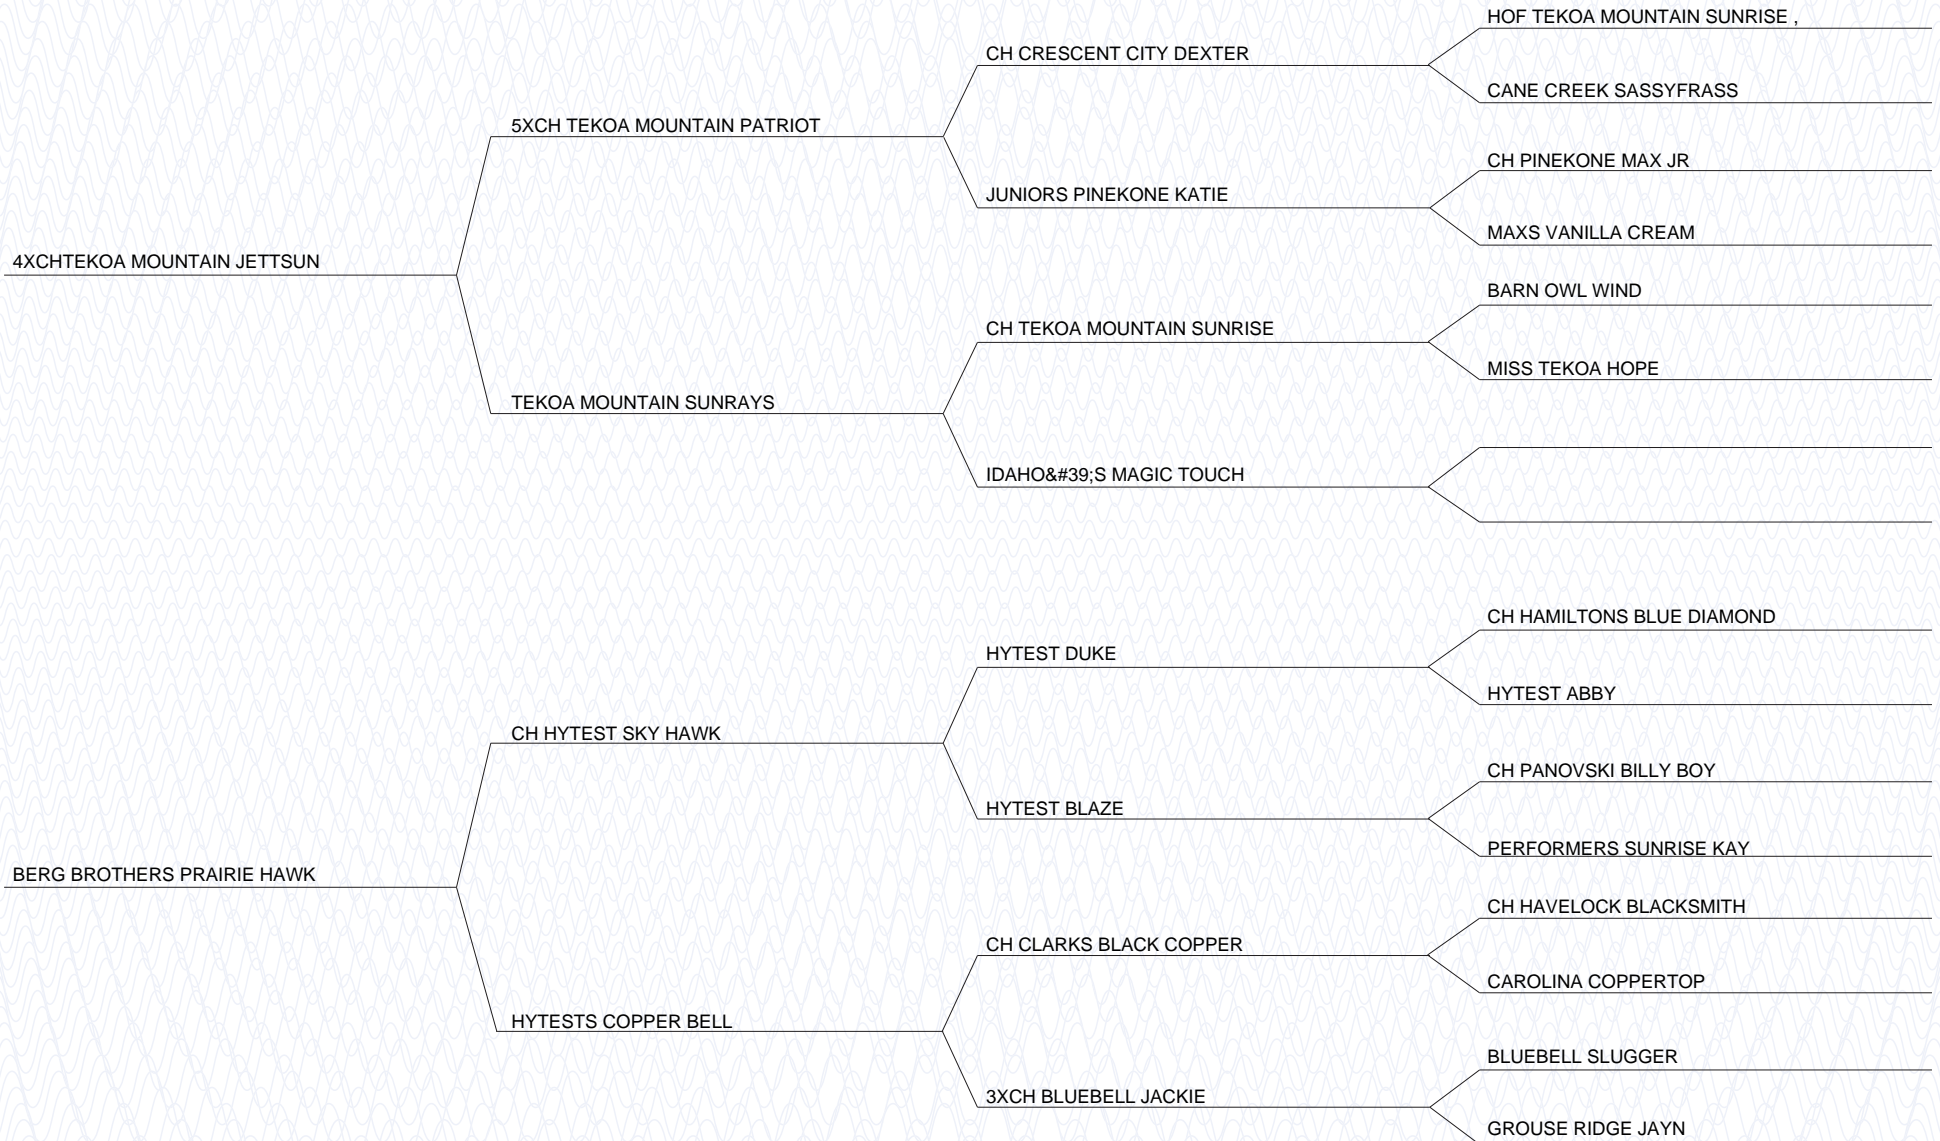 HOF TEKOA MOUNTAIN SUNRISE ,
CH CRESCENT CITY DEXTER
CANE CREEK SASSYFRASS
5XCH TEKOA MOUNTAIN PATRIOT
CH PINEKONE MAX JR
JUNIORS PINEKONE KATIE
MAXS VANILLA CREAM
4XCHTEKOA MOUNTAIN JETTSUN
BARN OWL WIND
CH TEKOA MOUNTAIN SUNRISE
MISS TEKOA HOPE
TEKOA MOUNTAIN SUNRAYS
IDAHO&#39;S MAGIC TOUCH
CH HAMILTONS BLUE DIAMOND
HYTEST DUKE
HYTEST ABBY
CH HYTEST SKY HAWK
CH PANOVSKI BILLY BOY
HYTEST BLAZE
PERFORMERS SUNRISE KAY
BERG BROTHERS PRAIRIE HAWK
CH HAVELOCK BLACKSMITH
CH CLARKS BLACK COPPER
CAROLINA COPPERTOP
HYTESTS COPPER BELL
BLUEBELL SLUGGER
3XCH BLUEBELL JACKIE
GROUSE RIDGE JAYN